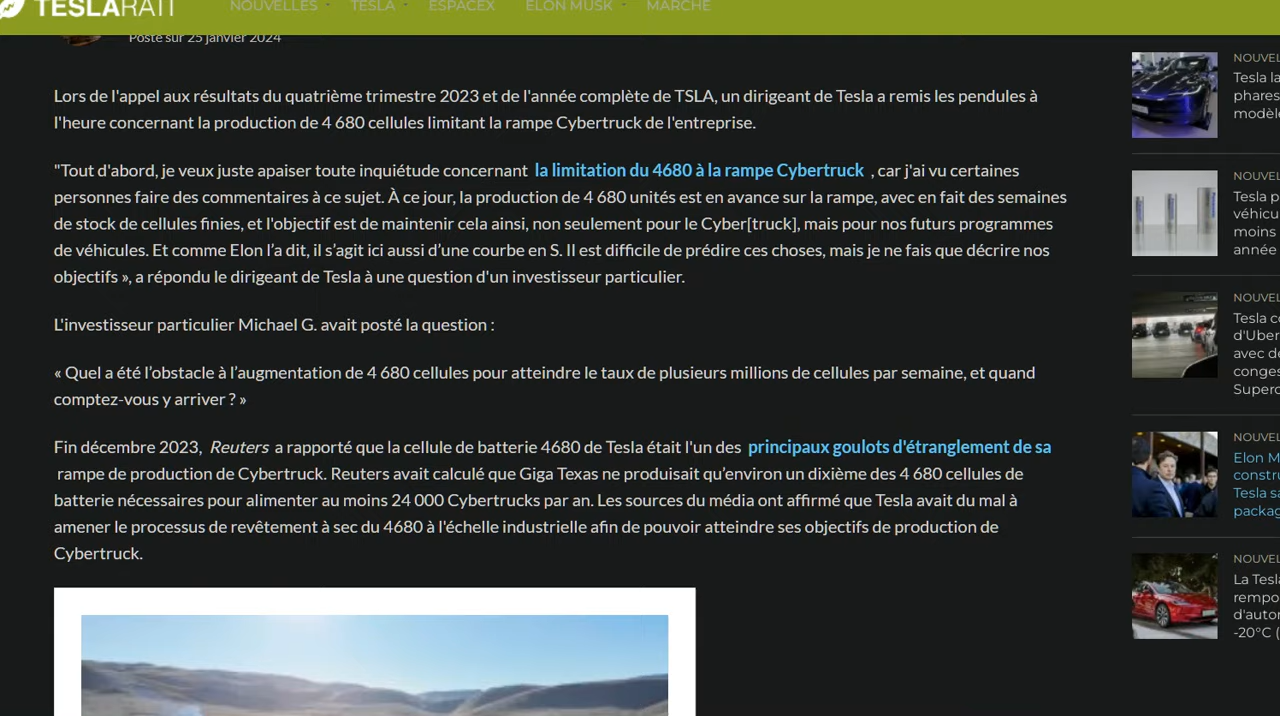 TESLARATI
NOUVELLES TESLA ESPACEX ELON MUSK MARCHÉ
Posté sur 25 janvier 2024
Lors de l'appel aux résultats du quatrième trimestre 2023 et de l'année complète de TSLA, un dirigeant de Tesla a remis les pendules à
l'heure concernant la production de 4 680 cellules limitant la rampe Cybertruck de l'entreprise.
"Tout d'abord, je veux juste apaiser toute inquiétude concernant la limitation du 4680 à la rampe Cybertruck , car j'ai vu certaines
personnes faire des commentaires à ce sujet. À ce jour, la production de 4 680 unités est en avance sur la rampe, avec en fait des semaines
de stock de cellules finies, et l'objectif est de maintenir cela ainsi, non seulement pour le Cyber[truck], mais pour nos futurs programmes
de véhicules. Et comme Elon l’a dit, il s’agit ici aussi d’une courbe en S. Il est difficile de prédire ces choses, mais je ne fais que décrire nos
objectifs », a répondu le dirigeant de Tesla à une question d'un investisseur particulier.
L'investisseur particulier Michael G. avait posté la question :
« Quel a été l’obstacle à l’augmentation de 4 680 cellules pour atteindre le taux de plusieurs millions de cellules par semaine, et quand
comptez-vous y arriver ? »
Fin décembre 2023, Reuters a rapporté que la cellule de batterie 4680 de Tesla était l'un des principaux goulots d'étranglement de sa
rampe de production de Cybertruck. Reuters avait calculé que Giga Texas ne produisait qu’environ un dixième des 4 680 cellules de
batterie nécessaires pour alimenter au moins 24 000 Cybertrucks par an. Les sources du média ont affirmé que Tesla avait du mal à
amener le processus de revêtement à sec du 4680 à l'échelle industrielle afin de pouvoir atteindre ses objectifs de production de
Cybertruck.
NOUVEL
Tesla la
phares
modèle
NOUVEL
Tesla p
véhicu
moins
année
NOUVEL
Tesla co
d'Uber
avec de
conges
Superc
NOUVEL
Elon M
constru
Tesla sa
packag
NOUVEL
La Tesla
rempo
d'autor
-20°C (